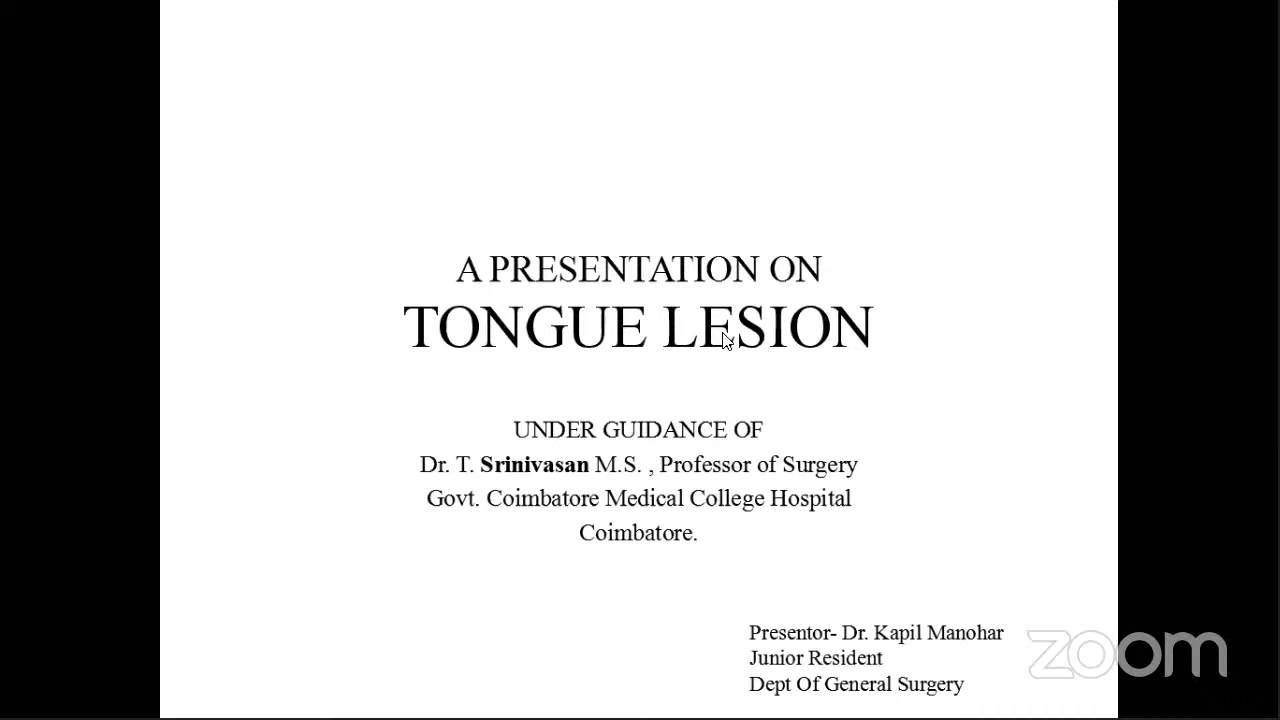 A PRESENTATION ON
TONGUE LESION
UNDER GUIDANCE OF
Dr. T. Srinivasan M.S. , Professor of Surgery
Govt. Coimbatore Medical College Hospital
Coimbatore.
Presentor- Dr. Kapil Manohar
Junior Resident
Dept Of General Surgery
zoom